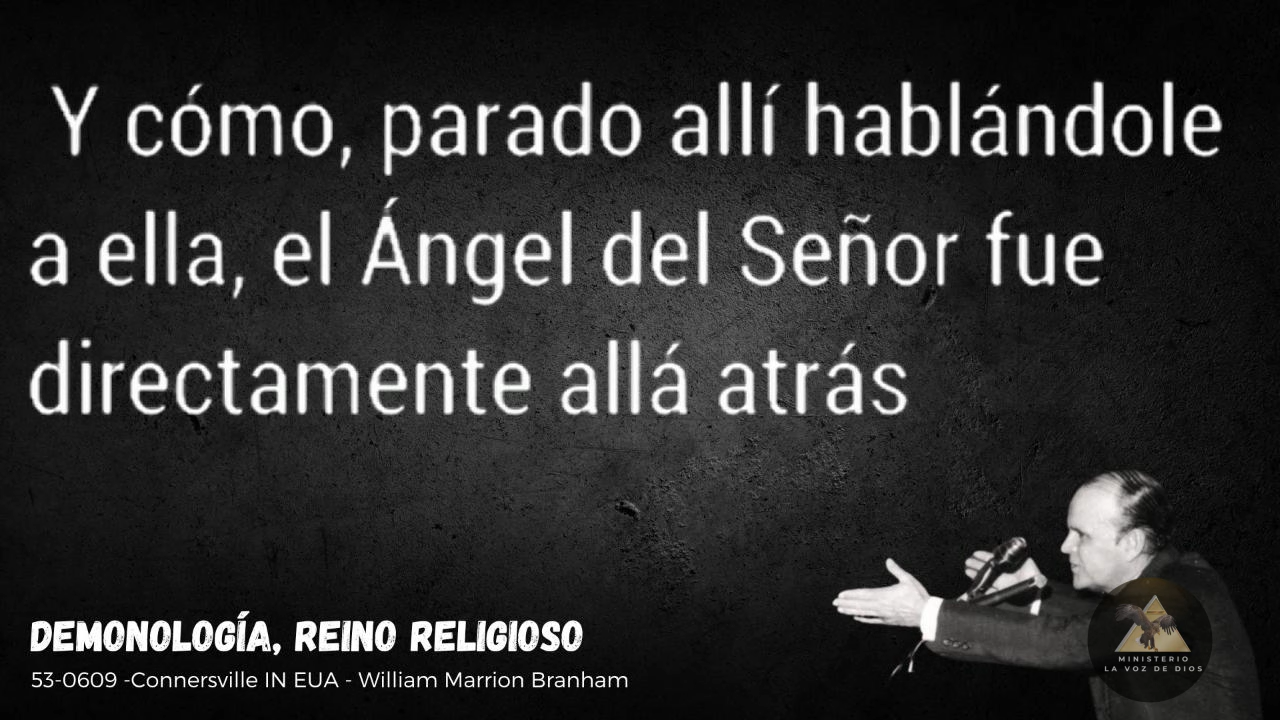 Y cómo, parado allí hablándole
a ella, el Ángel del Señor fue
directamente allá atrás
DEMONOLOGÍA, REINO RELIGIOSO
53-0609 -Connersville IN EUA - William Marrion Branham
MINISTERIO
LA VOZ DE DIOS